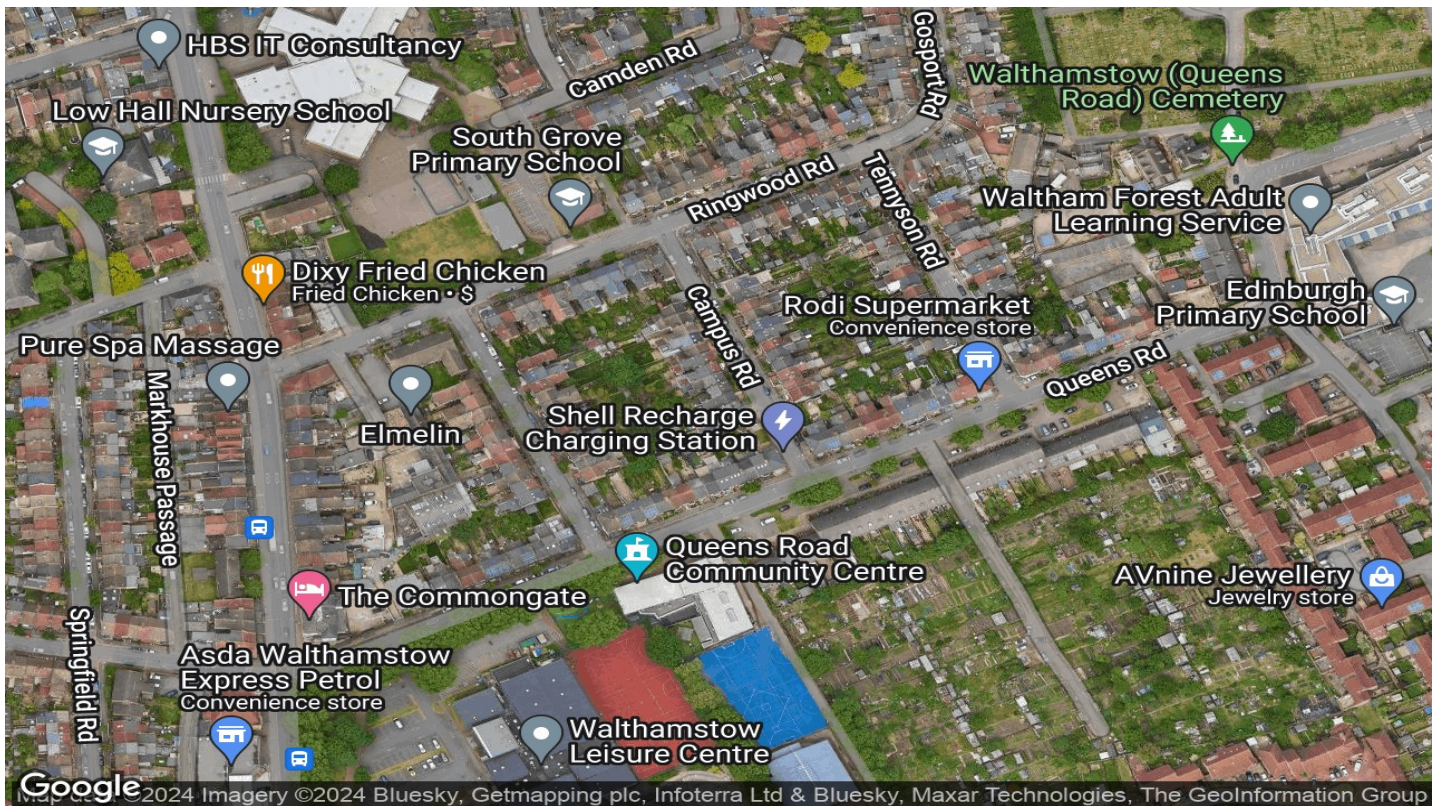 HBS IT Consultancy
Camden Rd
Gosport Rd
Walthamstow (Queens
Road) Cemetery
Low Hall Nursery School
South Grove
Primary School
Ringwood Rd
Tennyson Rd
Waltham Forest Adult
Learning Service
Dixy Fried Chicken
Fried Chicken • $
Campus Rd
Rodi Supermarket
Convenience store
Edinburgh
Primary School
Pure Spa Massage
Markhouse Passage
Elmelin
Queens Rd
Shell Recharge
Charging Station
Queens Road
Community Centre
AVnine Jewellery
Jewelry store
The Commongate
Springfield Rd
Asda Walthamstow
Express Petrol
Convenience store
Walthamstow
Leisure Centre
Google
Map data ©2024 Imagery ©2024 Bluesky, Getmapping plc, Infoterra Ltd & Bluesky, Maxar Technologies, The GeoInformation Group